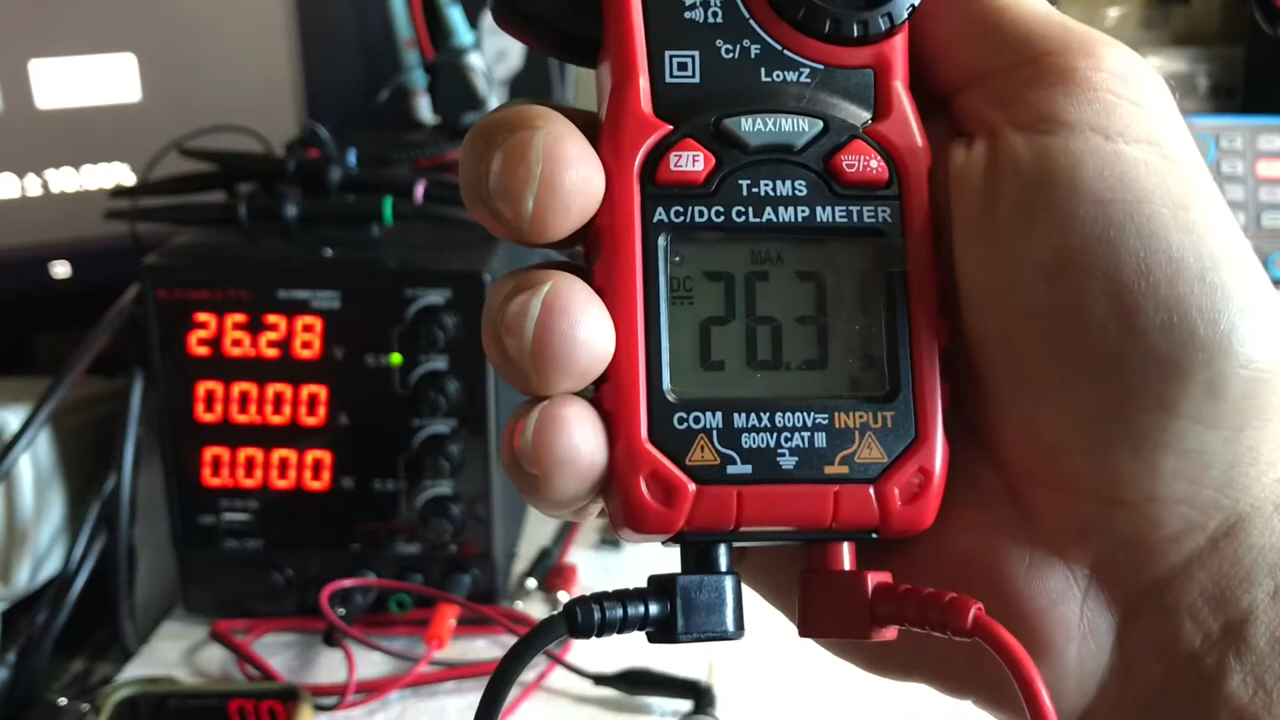 °C/°F
LowZ
MAX/MIN
Z/F
T-RMS
AC/DC CLAMP METER
MAX
DC
26.3
COM MAX 600V INPUT
600V CAT III
26.28
00.00
0.000